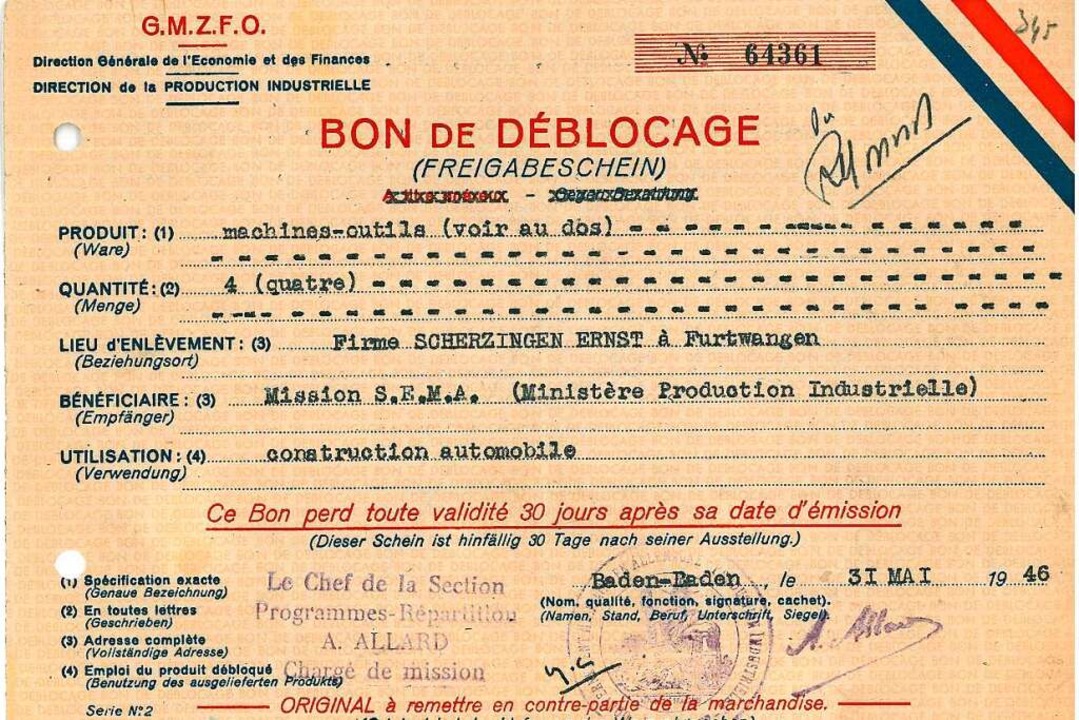 G.M.Z.F.O.
Direction Générale de l'Economie et des Finances
DIRECTION de la PRODUCTION INDUSTRIELLE
№ 64361
345
BON DE DÉBLOCAGE
(FREIGABESCHEIN)
A titre onéreux - Gegen Bezahlung
PRODUIT: (1) machines-outils (voir au dos)
(Ware)
QUANTITÉ: (2) 4 (quatre)
(Menge)
LIEU d'ENLÈVEMENT: (3) Firme SCHERZINGEN ERNST à Furtwangen
(Beziehungsort)
BÉNÉFICIAIRE: (3) Mission S.E.M.A. (Ministère Production Industrielle)
(Empfänger)
UTILISATION: (4) construction automobile
(Verwendung)
Ce Bon perd toute validité 30 jours après sa date d'émission
(Dieser Schein ist hinfällig 30 Tage nach seiner Ausstellung.)
(1) Spécification exacte
(Genaue Bezeichnung)
(2) En toutes lettres
(Geschrieben)
(3) Adresse complète
(Vollständige Adresse)
(4) Emploi du produit débloqué
(Benutzung des ausgelieferten Produkts)
Le Chef de la Section
Programmes-Répartition
A. ALLARD
Chargé de mission
Baden-Baden, le 31 MAI 1946
(Nom, qualité, fonction, signature, cachet).
(Namen, Stand, Beruf, Unterschrift, Siegel).
A. Allard
Serie N°2
ORIGINAL à remettre en contre-partie de la marchandise.